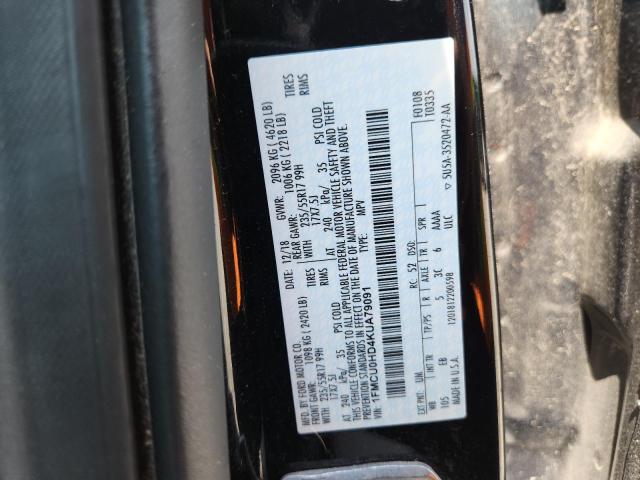 MFD. BY FORD MOTOR CO.
DATE: 12/18 GVWR: 2096 KG ( 4620 LB)
FRONT GAWR: 1098 KG ( 2420 LB) REAR GAWR: 1006 KG ( 2218 LB)
WITH 235/55R17 99H TIRES WITH 235/55R17 99H TIRES
17X7.5J RIMS 17X7.5J RIMS
AT 240 kPa/ 35 PSI COLD AT 240 kPa/ 35 PSI COLD
THIS VEHICLE CONFORMS TO ALL APPLICABLE FEDERAL MOTOR VEHICLE SAFETY AND THEFT
PREVENTION STANDARDS IN EFFECT ON THE DATE OF MANUFACTURE SHOWN ABOVE.
VIN: 1FMCU0HD4KUA79091 TYPE: MPV
F0108
T0335
EXT PNT: UM RC: 52 DSO:
WB INT TR TP/PS R AXLE TR SPR
105 EB 5 3C 6 AAAA
MADE IN U.S.A. 1201812200598 ULC
5USA-3520472-AA